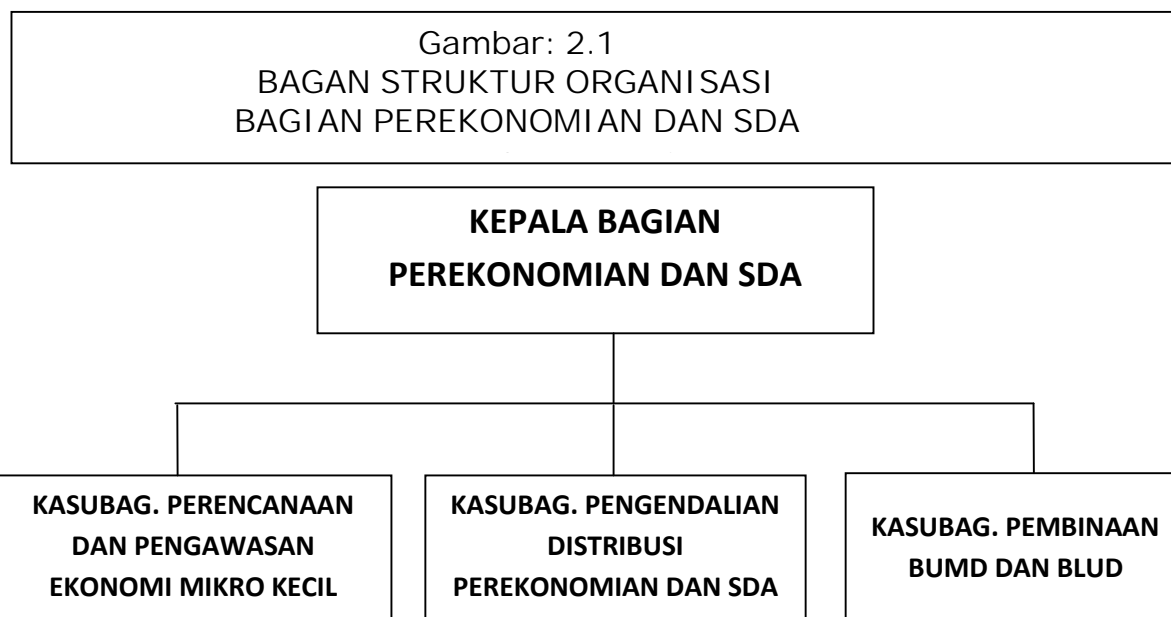 Gambar: 2.1
BAGAN STRUKTUR ORGANISASI
BAGIAN PEREKONOMIAN DAN SDA
KEPALA BAGIAN
PEREKONOMIAN DAN SDA
KASUBAG. PERENCANAAN
DAN PENGAWASAN
EKONOMI MIKRO KECIL
KASUBAG. PENGENDALIAN
DISTRIBUSI
PEREKONOMIAN DAN SDA
KASUBAG. PEMBINAAN
BUMD DAN BLUD